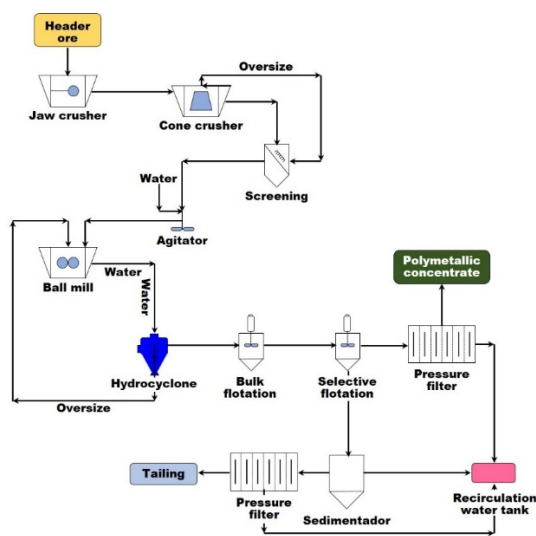 Header
ore
Oversize
Jaw crusher
Cone crusher
Water
Screening
Agitator
Polymetallic
concentrate
Ball mill
Water
Water
Hydrocyclone
Bulk
flotation
Selective
flotation
Pressure
filter
Oversize
Tailing
Pressure
filter
Sedimentador
Recirculation
water tank